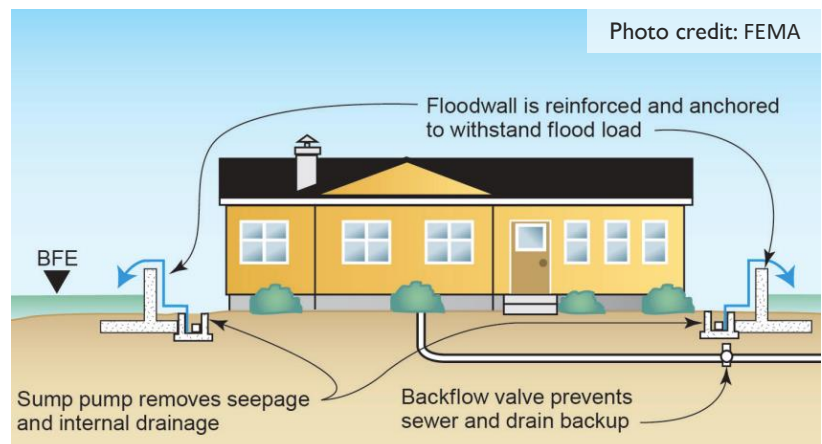 Photo credit: FEMA
Floodwall is reinforced and anchored
to withstand flood load
BFE
Sump pump removes seepage
and internal drainage
Backflow valve prevents
sewer and drain backup